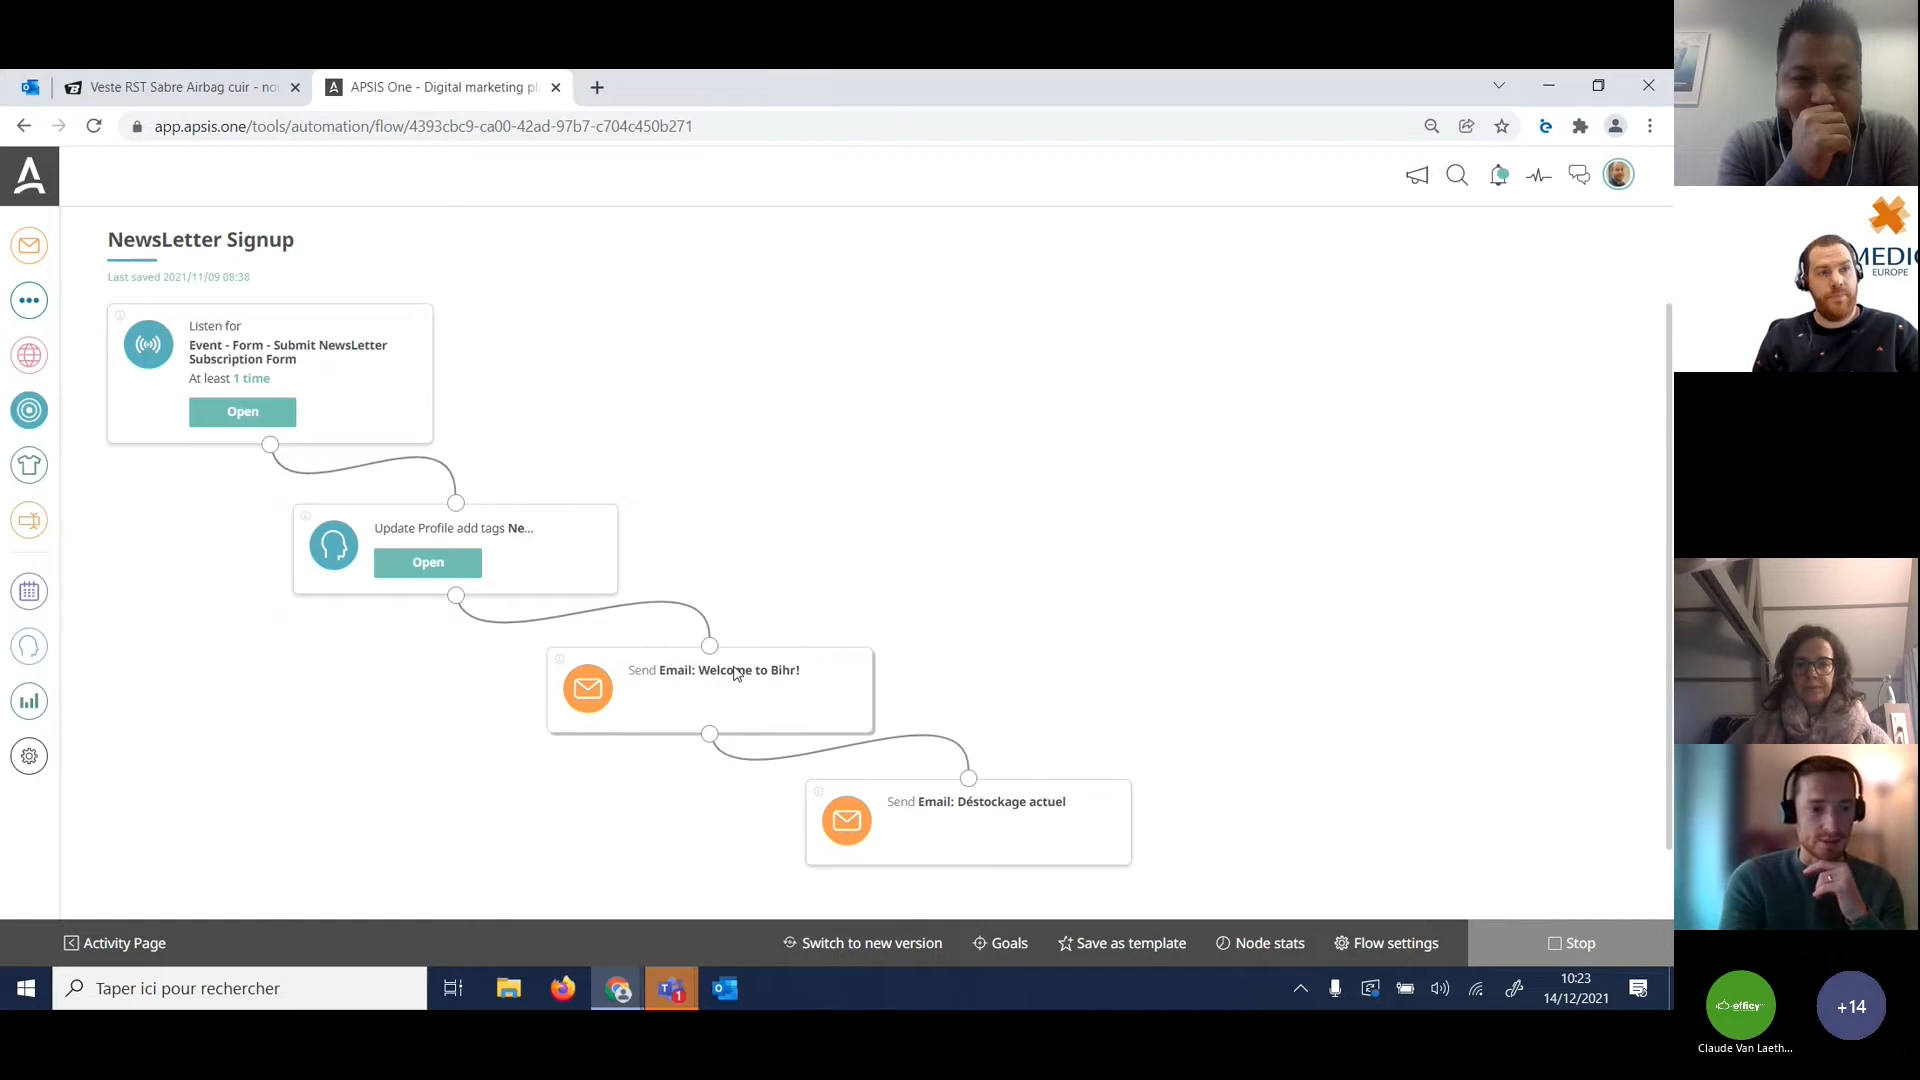 Veste RST Sabre Airbag cuir - no
APSIS One - Digital marketing pl
app.apsis.one/tools/automation/flow/4393cbc9-ca00-42ad-97b7-c704c450b271
NewsLetter Signup
Last saved 2021/11/09 08:38
Listen for
Event - Form - Submit NewsLetter
Subscription Form
At least 1 time
Open
Update Profile add tags Ne...
Open
Send Email: Welcome to Bihr!
Send Email: Déstockage actuel
Activity Page
Switch to new version
Goals
Save as template
Node stats
Flow settings
Stop
Taper ici pour rechercher
1
10:23
14/12/2021
MEDIC
EUROPE
efficy
+14
Claude Van Laeth...